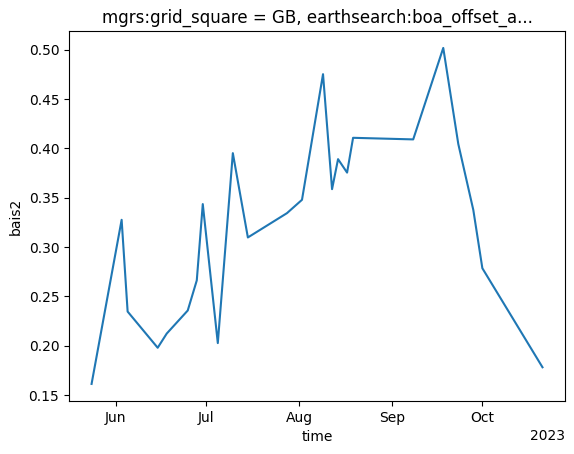 mgrs:grid_square = GB, earthsearch:boa_offset_a...
0.50
0.45
0.40
0.35
0.30
0.25
0.20
0.15
bais2
Jun Jul Aug Sep Oct
time
2023